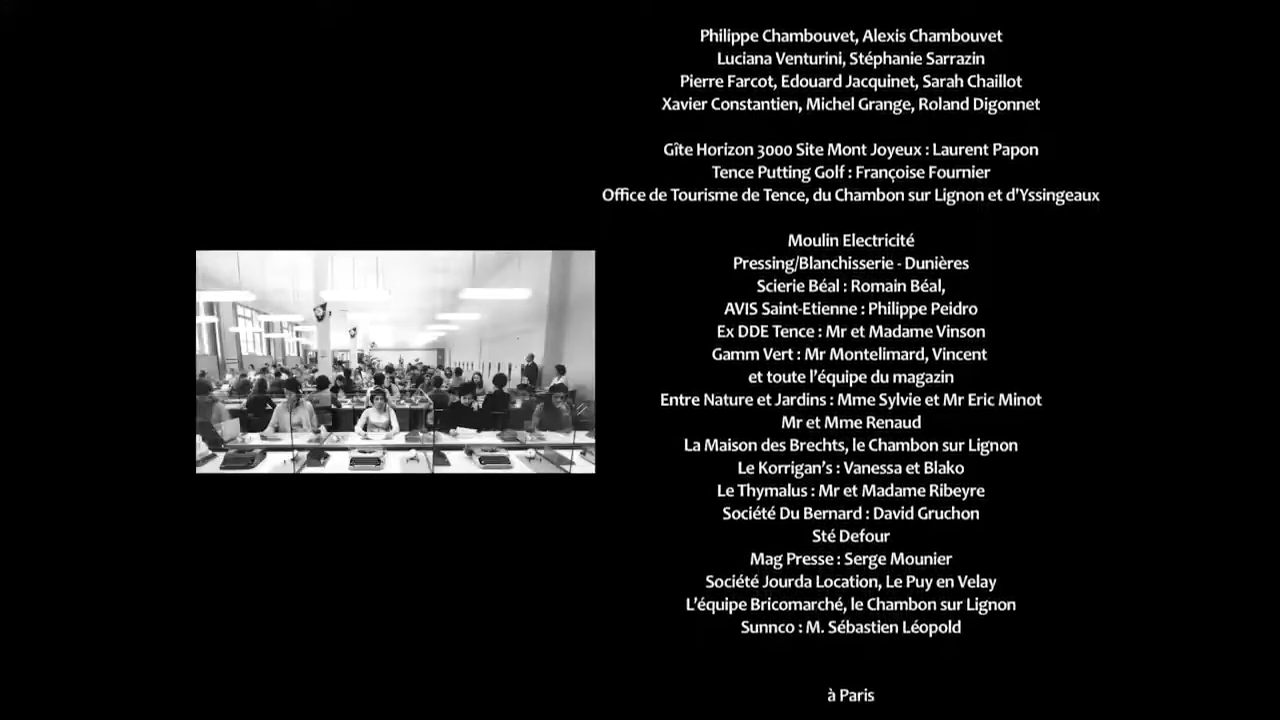 Philippe Chambouvet, Alexis Chambouvet
Luciana Venturini, Stéphanie Sarrazin
Pierre Farcot, Edouard Jacquinet, Sarah Chaillot
Xavier Constantien, Michel Grange, Roland Digonnet
Gîte Horizon 3000 Site Mont Joyeux : Laurent Papon
Tence Putting Golf : Françoise Fournier
Office de Tourisme de Tence, du Chambon sur Lignon et d'Yssingeaux
Moulin Electricité
Pressing/Blanchisserie - Dunières
Scierie Béal : Romain Béal,
AVIS Saint-Etienne : Philippe Peidro
Ex DDE Tence : Mr et Madame Vinson
Gamm Vert : Mr Montelimard, Vincent
et toute l'équipe du magazin
Entre Nature et Jardins : Mme Sylvie et Mr Eric Minot
Mr et Mme Renaud
La Maison des Brechts, le Chambon sur Lignon
Le Korrigan's : Vanessa et Blako
Le Thymalus : Mr et Madame Ribeyre
Société Du Bernard : David Gruchon
Sté Defour
Mag Presse : Serge Mounier
Société Jourda Location, Le Puy en Velay
L'équipe Bricomarché, le Chambon sur Lignon
Sunnco : M. Sébastien Léopold
à Paris